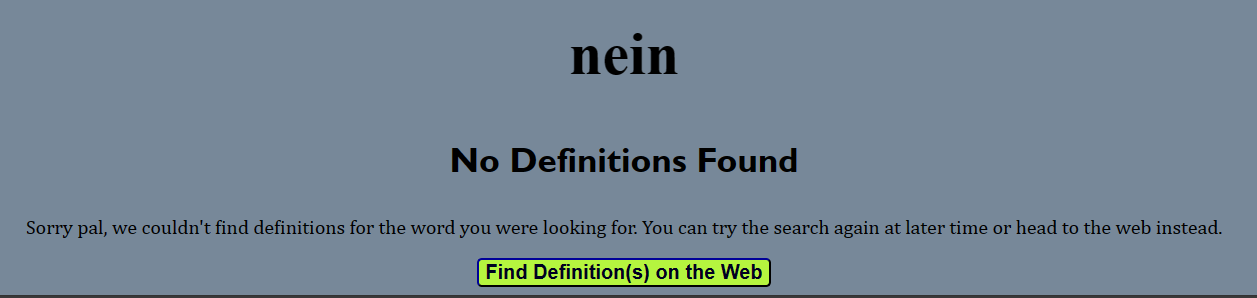 nein
No Definitions Found
Sorry pal, we couldn't find definitions for the word you were looking for. You can try the search again at later time or head to the web instead.
Find Definition(s) on the Web